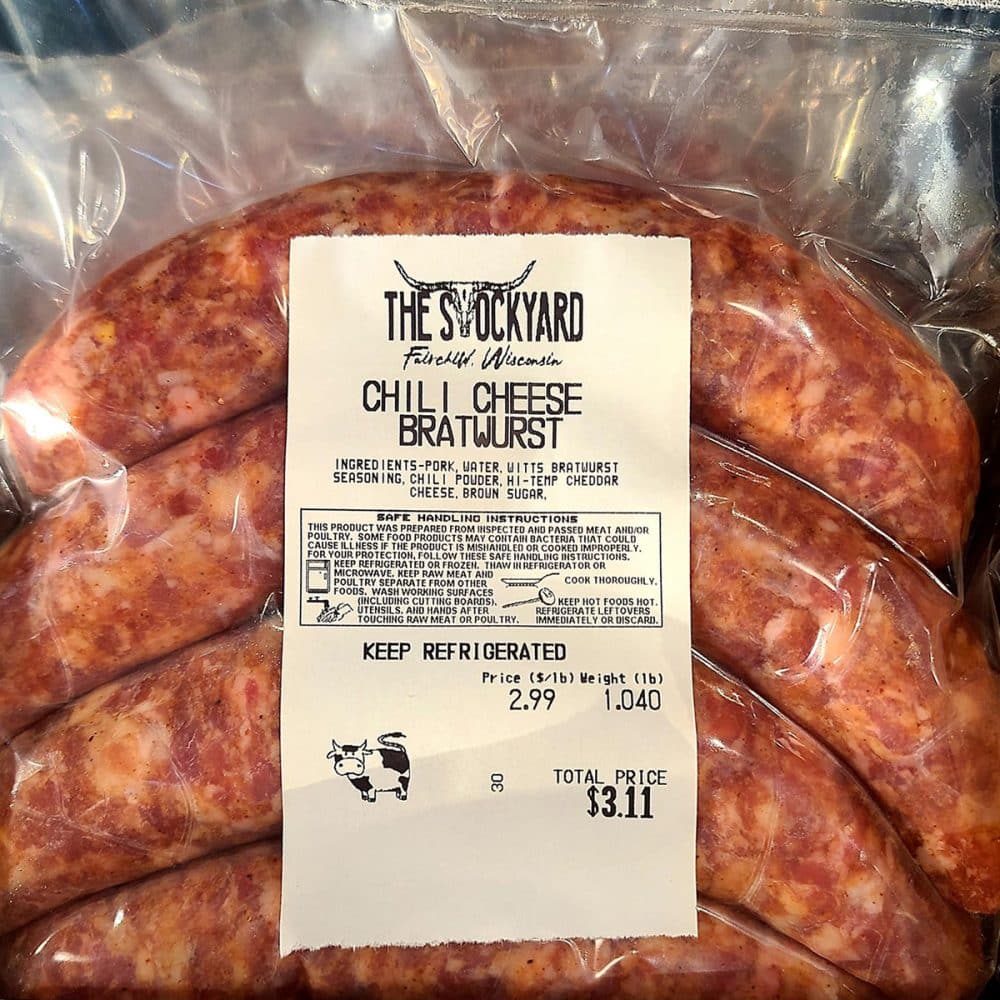 THE STOCKYARD
Fairchild, Wisconsin
CHILI CHEESE
BRATWURST
INGREDIENTS-PORK, WATER, WITTS BRATWURST
SEASONING, CHILI POWDER, HI-TEMP CHEDDAR
CHEESE, BROWN SUGAR,
SAFE HANDLING INSTRUCTIONS
THIS PRODUCT WAS PREPARED FROM INSPECTED AND PASSED MEAT AND/OR
POULTRY. SOME FOOD PRODUCTS MAY CONTAIN BACTERIA THAT COULD
CAUSE ILLNESS IF THE PRODUCT IS MISHANDLED OR COOKED IMPROPERLY.
FOR YOUR PROTECTION, FOLLOW THESE SAFE HANDLING INSTRUCTIONS.
KEEP REFRIGERATED OR FROZEN. THAW IN REFRIGERATOR OR
MICROWAVE. KEEP RAW MEAT AND
POULTRY SEPARATE FROM OTHER
FOODS. WASH WORKING SURFACES
(INCLUDING CUTTING BOARDS),
UTENSILS, AND HANDS AFTER
TOUCHING RAW MEAT OR POULTRY.
COOK THOROUGHLY.
KEEP HOT FOODS HOT.
REFRIGERATE LEFTOVERS
IMMEDIATELY OR DISCARD.
KEEP REFRIGERATED
Price ($/lb) Weight (lb)
2.99 1.040
30
TOTAL PRICE
$3.11